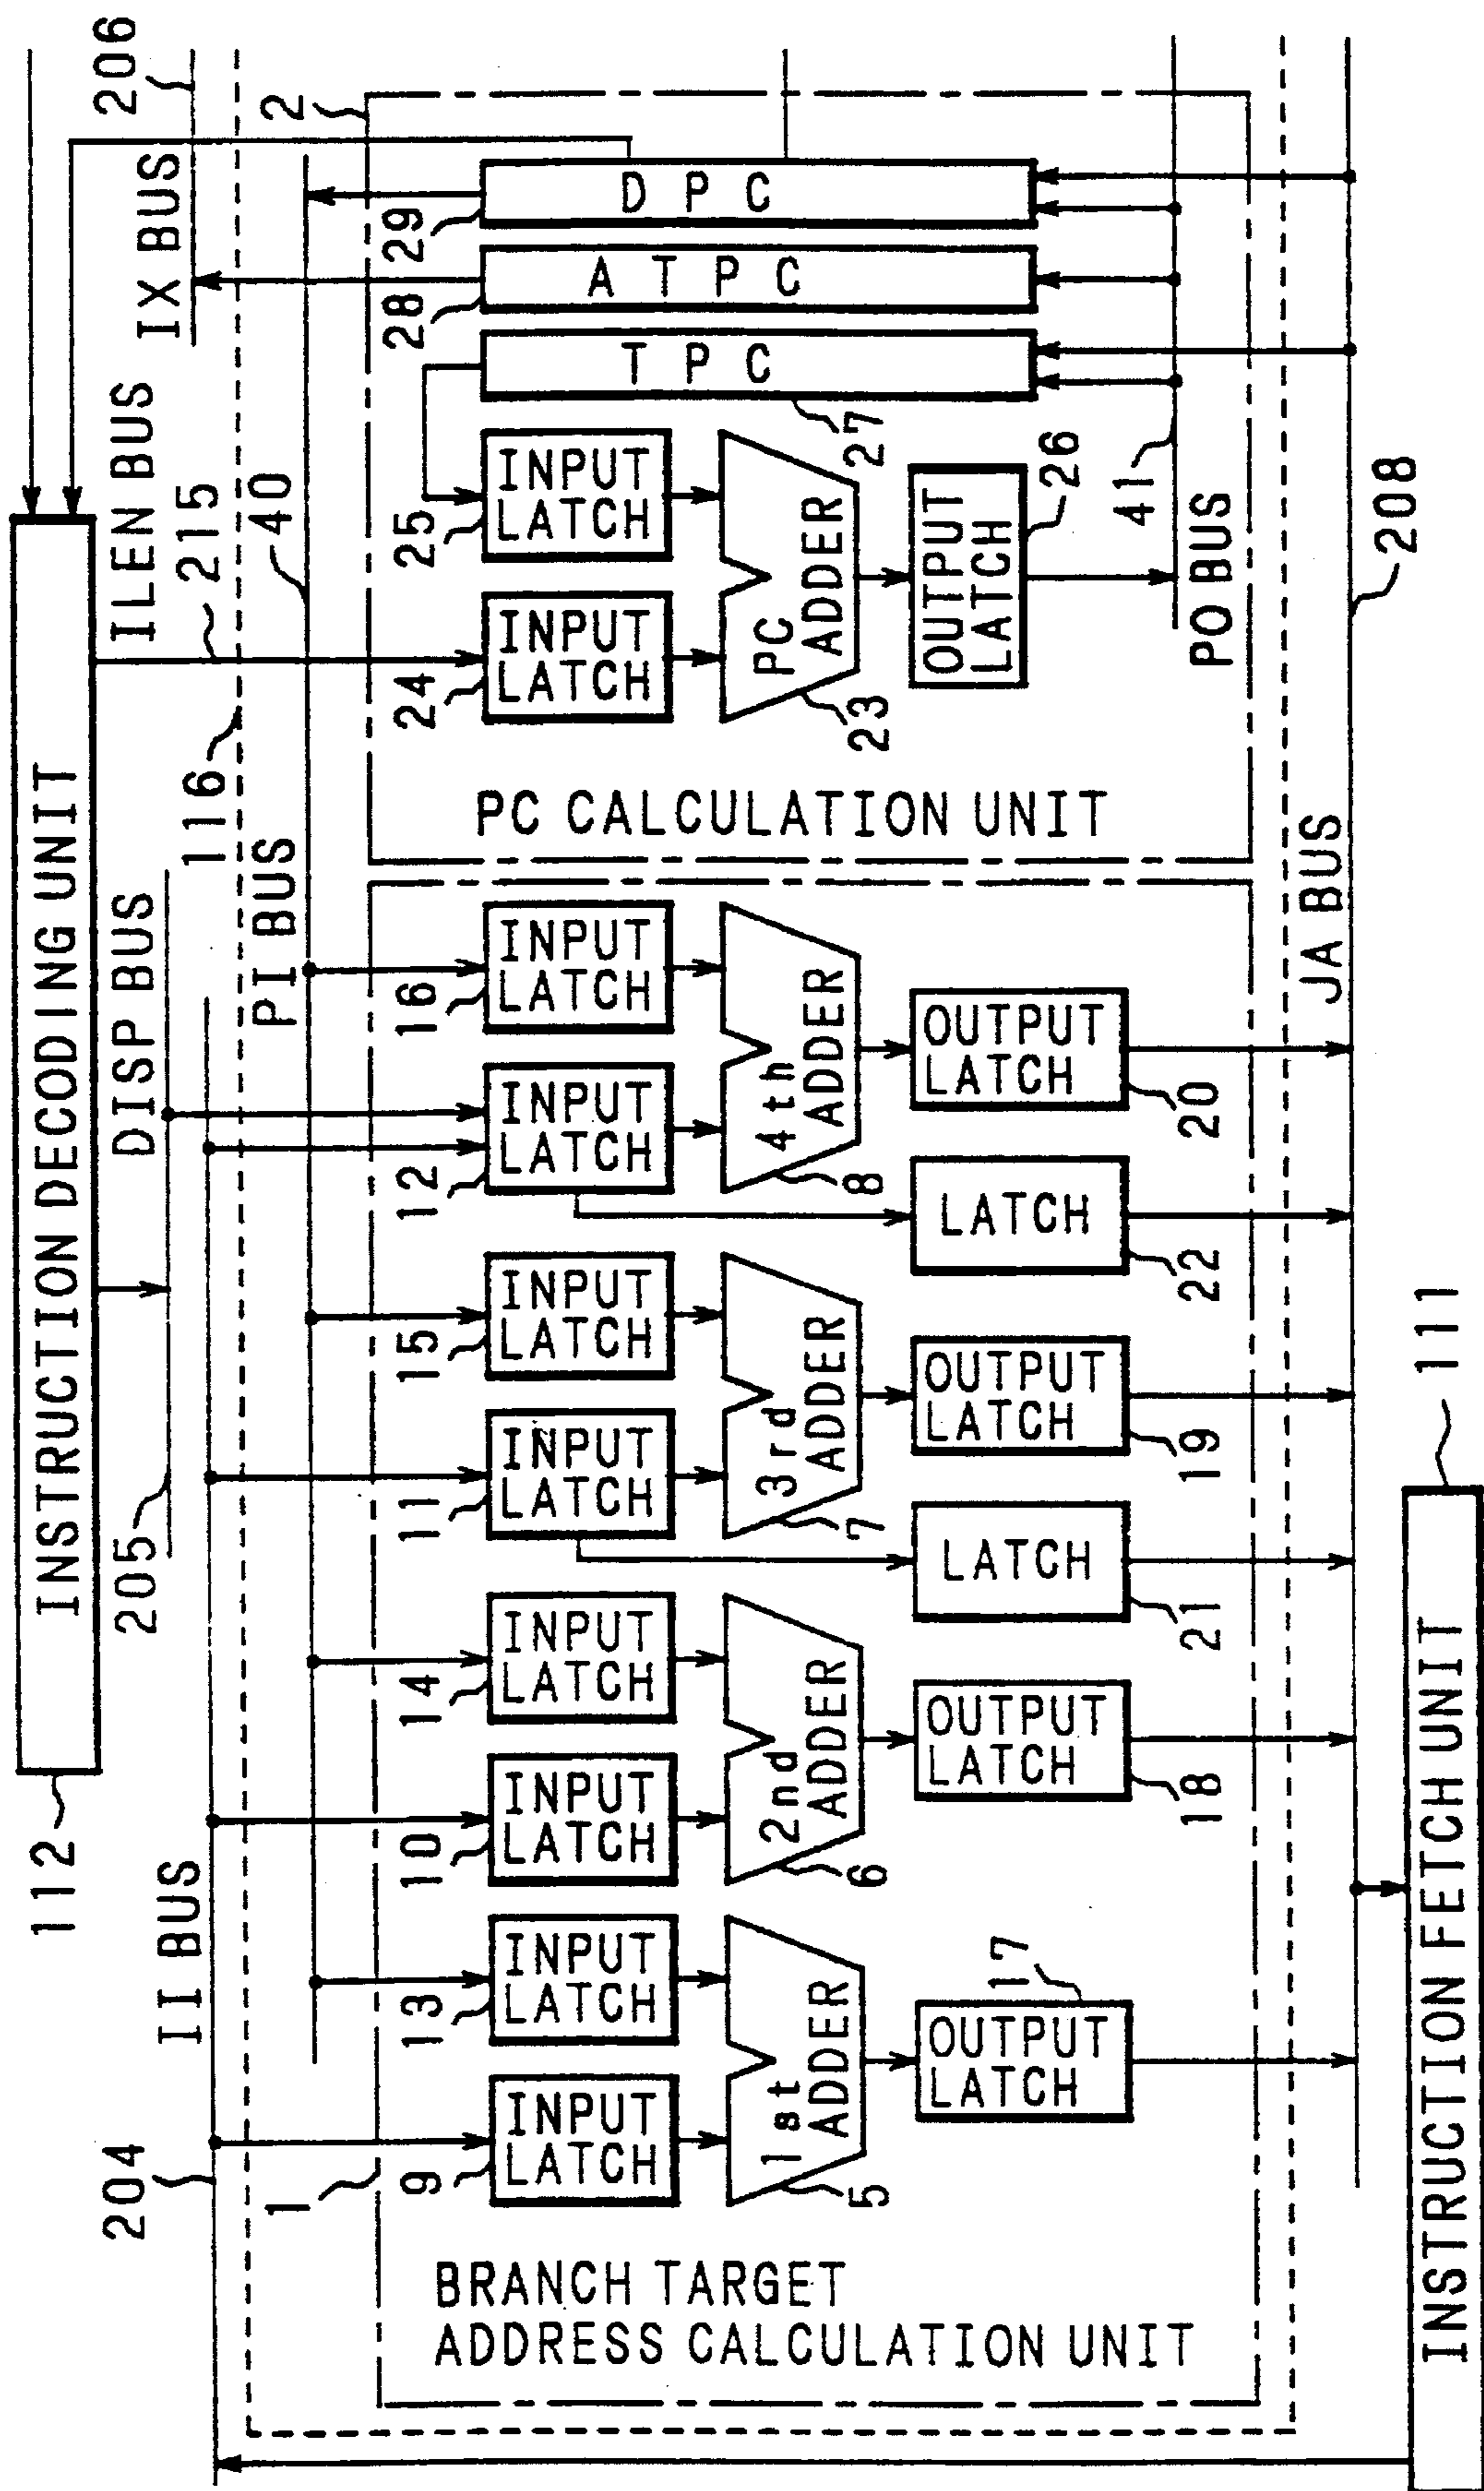 112
INSTRUCTION DECODING UNIT
II BUS
204
205
DISP BUS
ILEN BUS
215
IX BUS
206
116
PI BUS
40
2
1
9
INPUT
LATCH
13
INPUT
LATCH
10
INPUT
LATCH
14
INPUT
LATCH
11
INPUT
LATCH
15
INPUT
LATCH
12
INPUT
LATCH
16
INPUT
LATCH
24
INPUT
LATCH
25
INPUT
LATCH
TPC
27
28
ATPC
29
DPC
1st
ADDER
5
2nd
ADDER
6
3rd
ADDER
7
4th
ADDER
8
PC
ADDER
23
OUTPUT
LATCH
17
OUTPUT
LATCH
18
LATCH
21
OUTPUT
LATCH
19
LATCH
22
OUTPUT
LATCH
20
OUTPUT
LATCH
26
BRANCH TARGET
ADDRESS CALCULATION UNIT
PC CALCULATION UNIT
41
PO BUS
JA BUS
208
INSTRUCTION FETCH UNIT
111